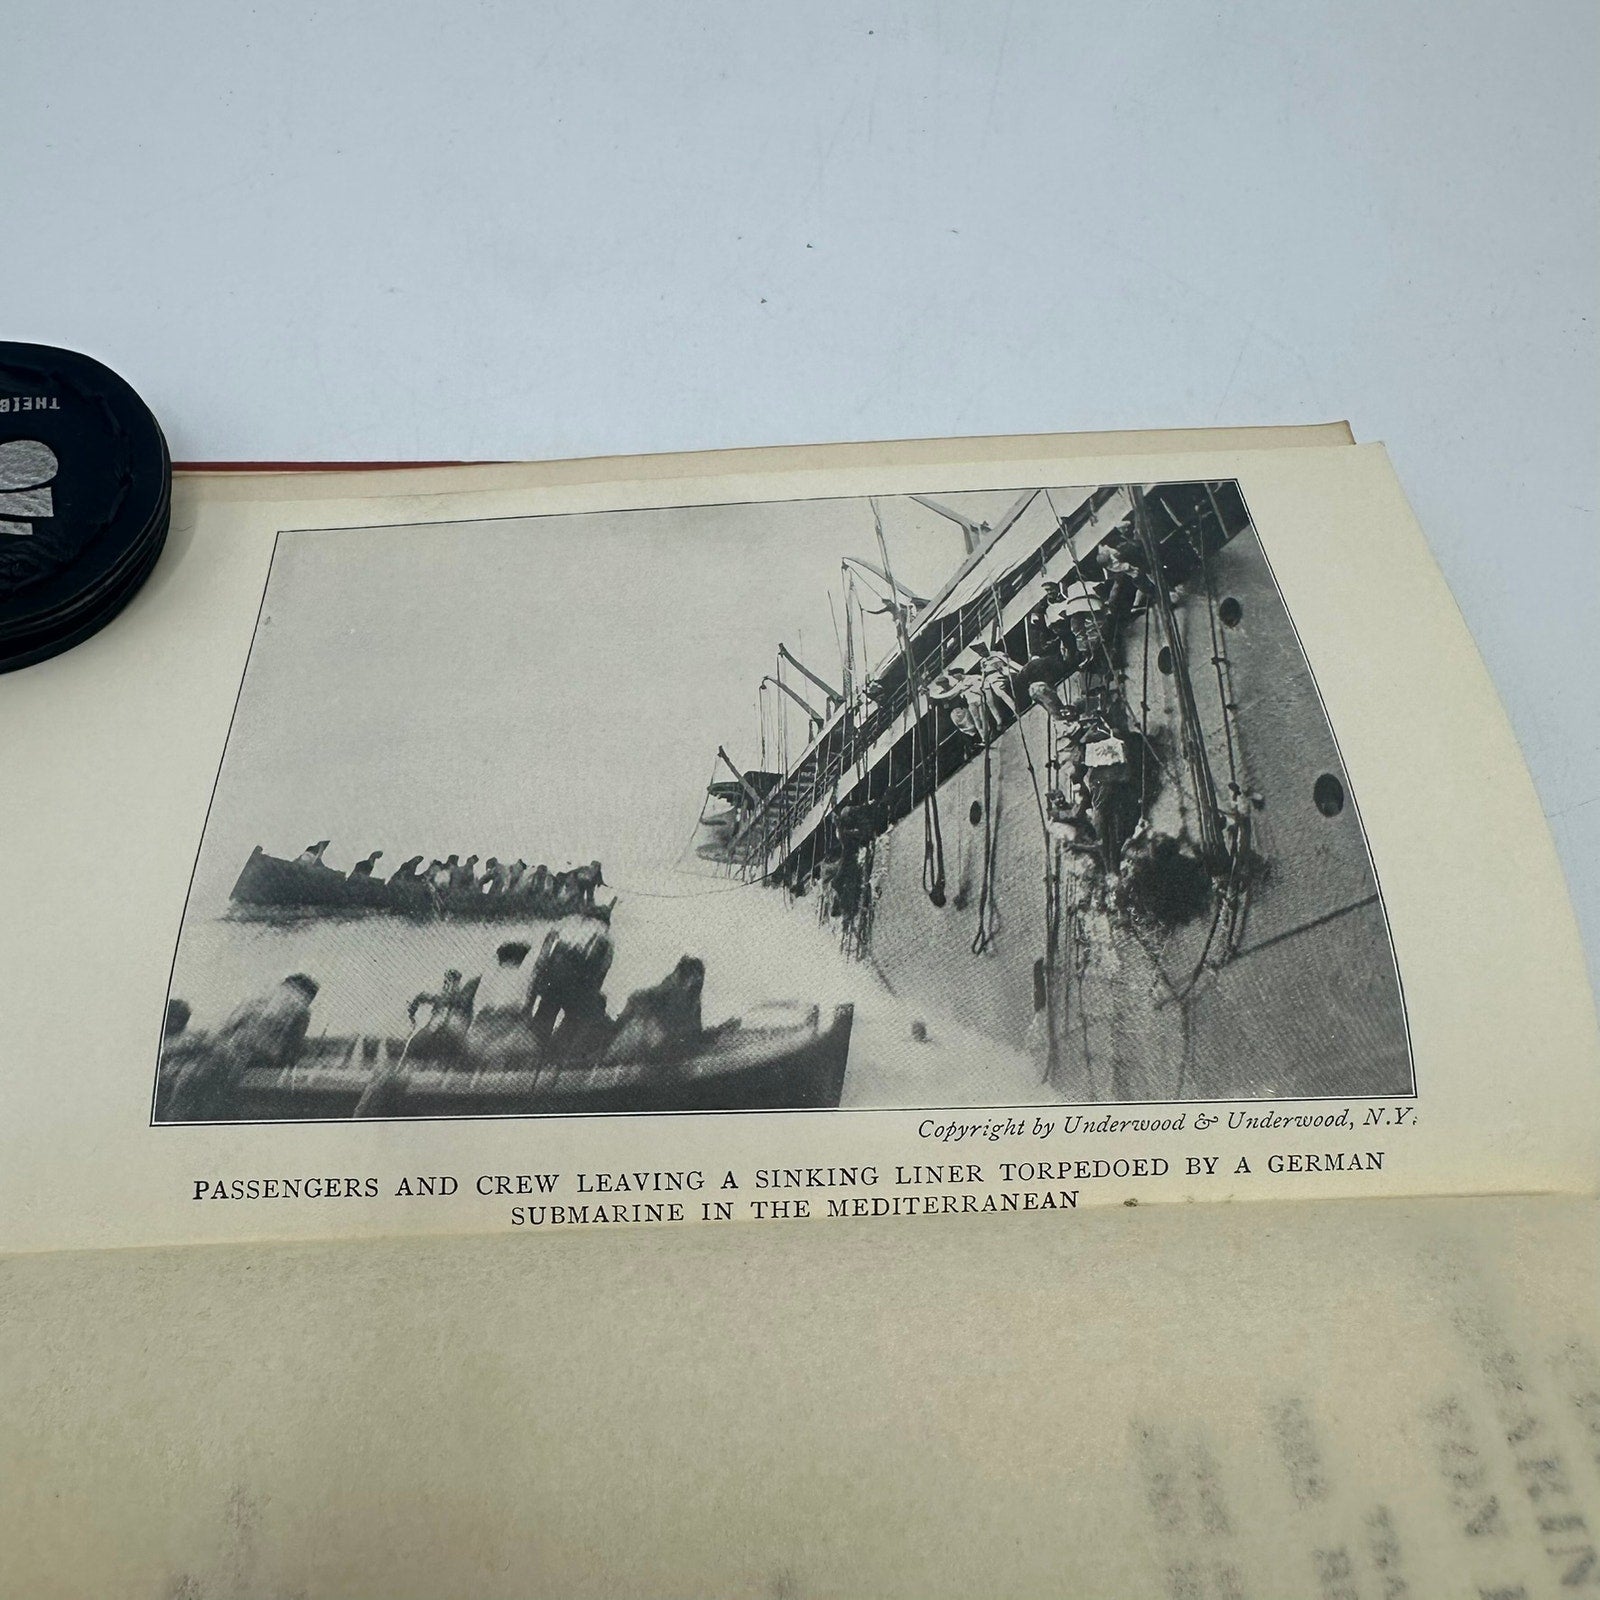 Copyright by Underwood & Underwood, N.Y.
PASSENGERS AND CREW LEAVING A SINKING LINER TORPEDOED BY A GERMAN
SUBMARINE IN THE MEDITERRANEAN